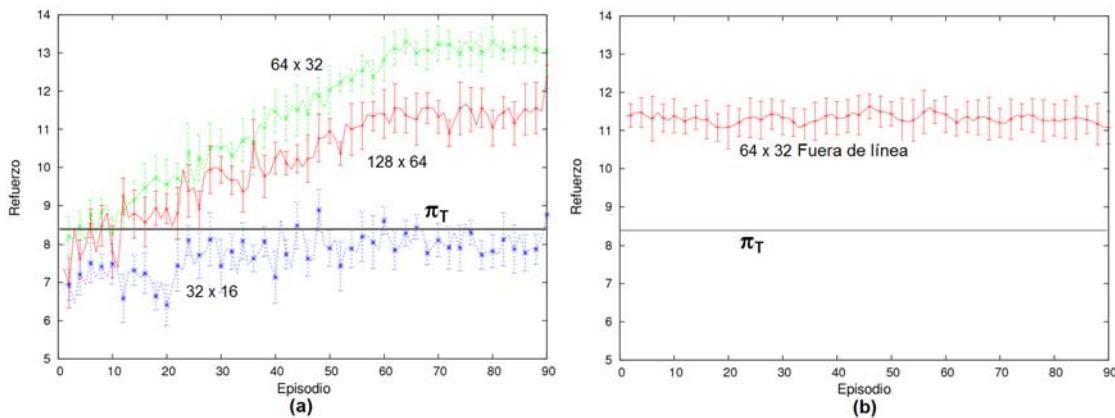 14
13
12
11
10
9
8
7
6
5
Refuerzo
64 x 32
128 x 64
π_T
32 x 16
0 10 20 30 40 50 60 70 80 90
Episodio
(a)
14
13
12
11
10
9
8
7
6
5
Refuerzo
64 x 32 Fuera de línea
π_T
0 10 20 30 40 50 60 70 80 90
Episodio
(b)